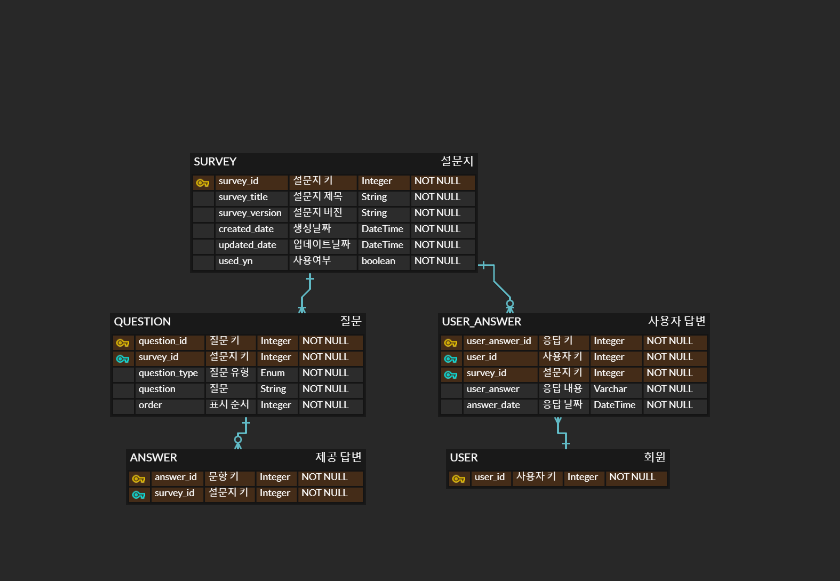 SURVEY 설문지
survey_id 설문지 키 Integer NOT NULL
survey_title 설문지 제목 String NOT NULL
survey_version 설문지 버전 String NOT NULL
created_date 생성날짜 DateTime NOT NULL
updated_date 업데이트날짜 DateTime NOT NULL
used_yn 사용여부 boolean NOT NULL
QUESTION 질문
question_id 질문 키 Integer NOT NULL
survey_id 설문지 키 Integer NOT NULL
question_type 질문 유형 Enum NOT NULL
question 질문 String NOT NULL
order 표시 순서 Integer NOT NULL
USER_ANSWER 사용자 답변
user_answer_id 응답 키 Integer NOT NULL
user_id 사용자 키 Integer NOT NULL
survey_id 설문지 키 Integer NOT NULL
user_answer 응답 내용 Varchar NOT NULL
answer_date 응답 날짜 DateTime NOT NULL
ANSWER 제공 답변
answer_id 문항 키 Integer NOT NULL
survey_id 설문지 키 Integer NOT NULL
USER 회원
user_id 사용자 키 Integer NOT NULL